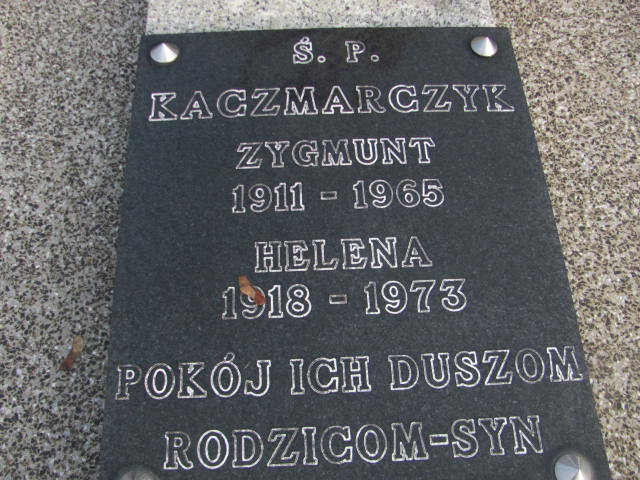 Ś. P.
KACZMARCZYK
ZYGMUNT
1911 - 1965
HELENA
1918 - 1973
POKÓJ ICH DUSZOM
RODZICOM-SYN